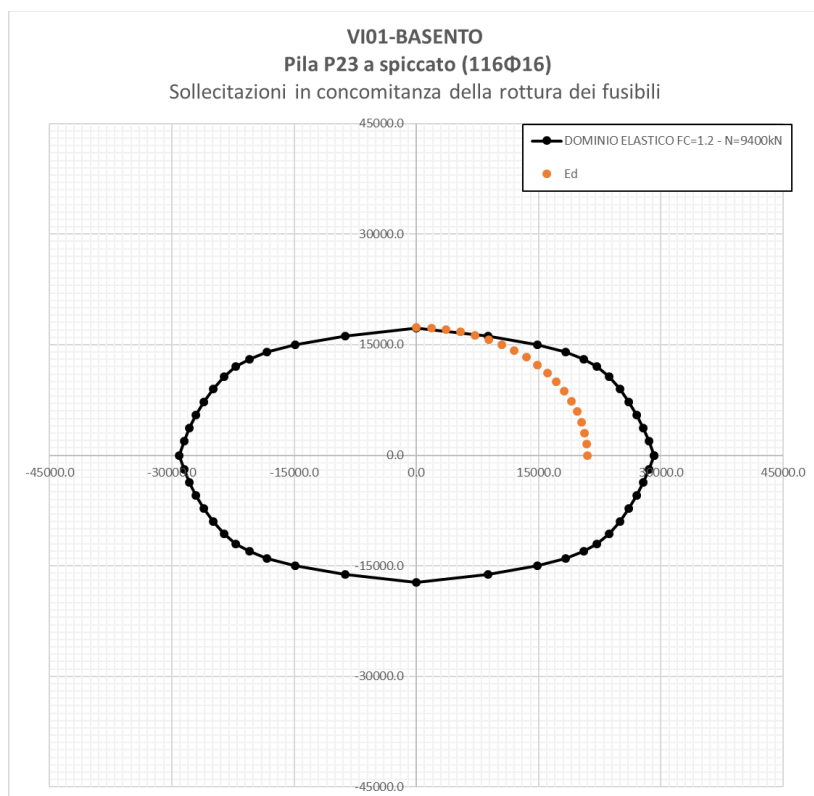 VI01-BASENTO
Pila P23 a spiccato (116Φ16)
Sollecitazioni in concomitanza della rottura dei fusibili
45000.0
DOMINIO ELASTICO FC=1.2 - N=9400kN
Ed
30000.0
15000.0
0.0
-45000.0 -30000.0 -15000.0 0.0 15000.0 30000.0 45000.0
-15000.0
-30000.0
-45000.0